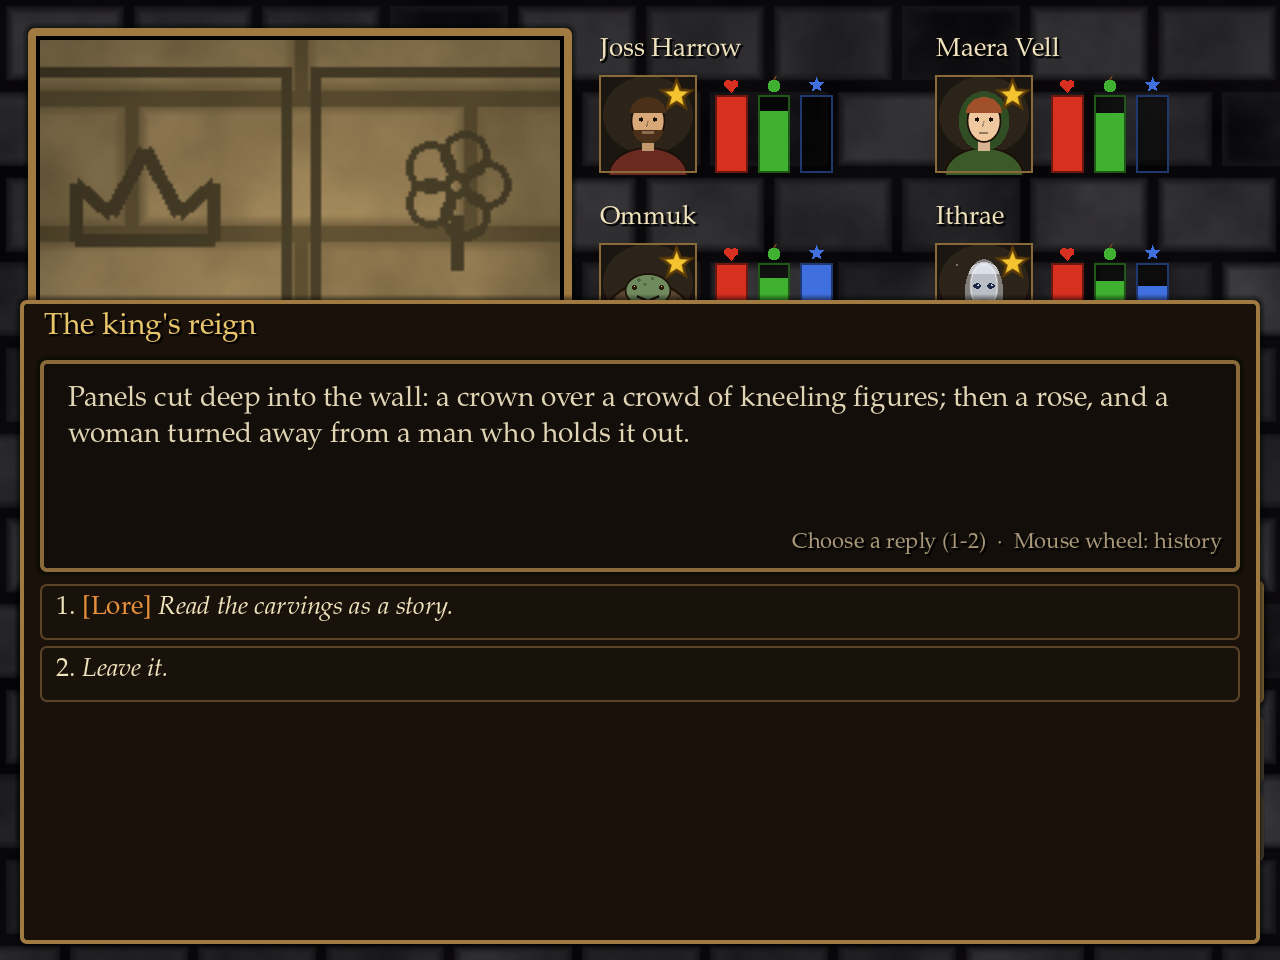 Joss Harrow
Maera Vell
Ommuk
Ithrae
The king's reign
Panels cut deep into the wall: a crown over a crowd of kneeling figures; then a rose, and a
woman turned away from a man who holds it out.
Choose a reply (1-2) · Mouse wheel: history
1. [Lore] Read the carvings as a story.
2. Leave it.